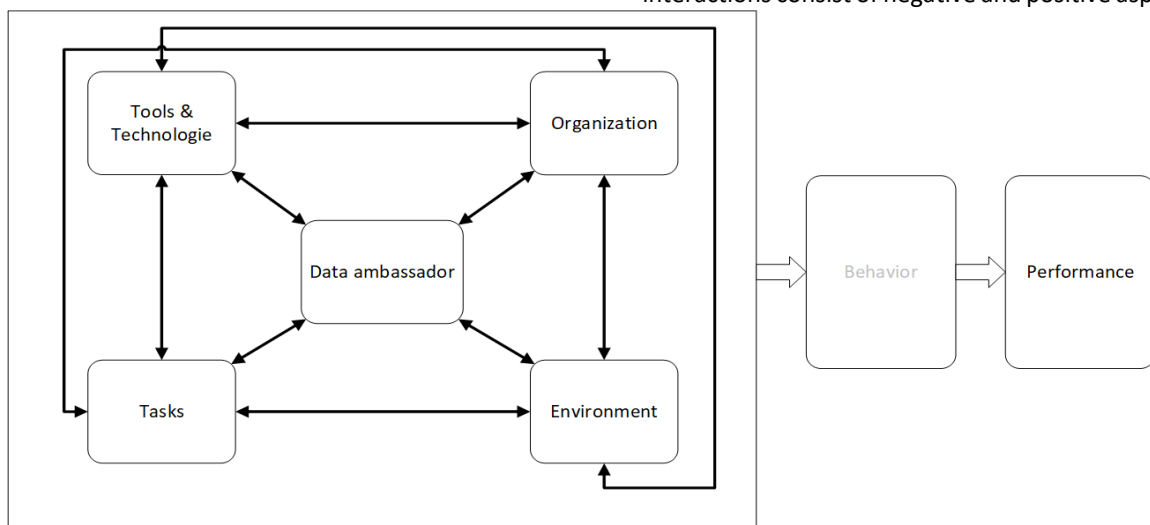 Interactions consist of negative and positive asp
Tools &
Technologie
Organization
Data ambassador
Behavior
Performance
Tasks
Environment